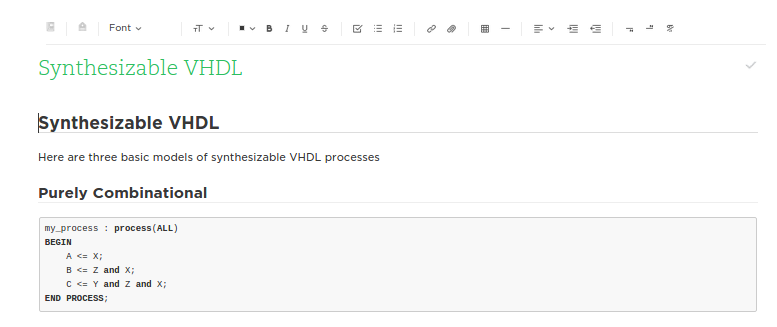 Font
Synthesizable VHDL
Synthesizable VHDL
Here are three basic models of synthesizable VHDL processes
Purely Combinational
my_process : process(ALL)
BEGIN
    A <= X;
    B <= Z and X;
    C <= Y and Z and X;
END PROCESS;